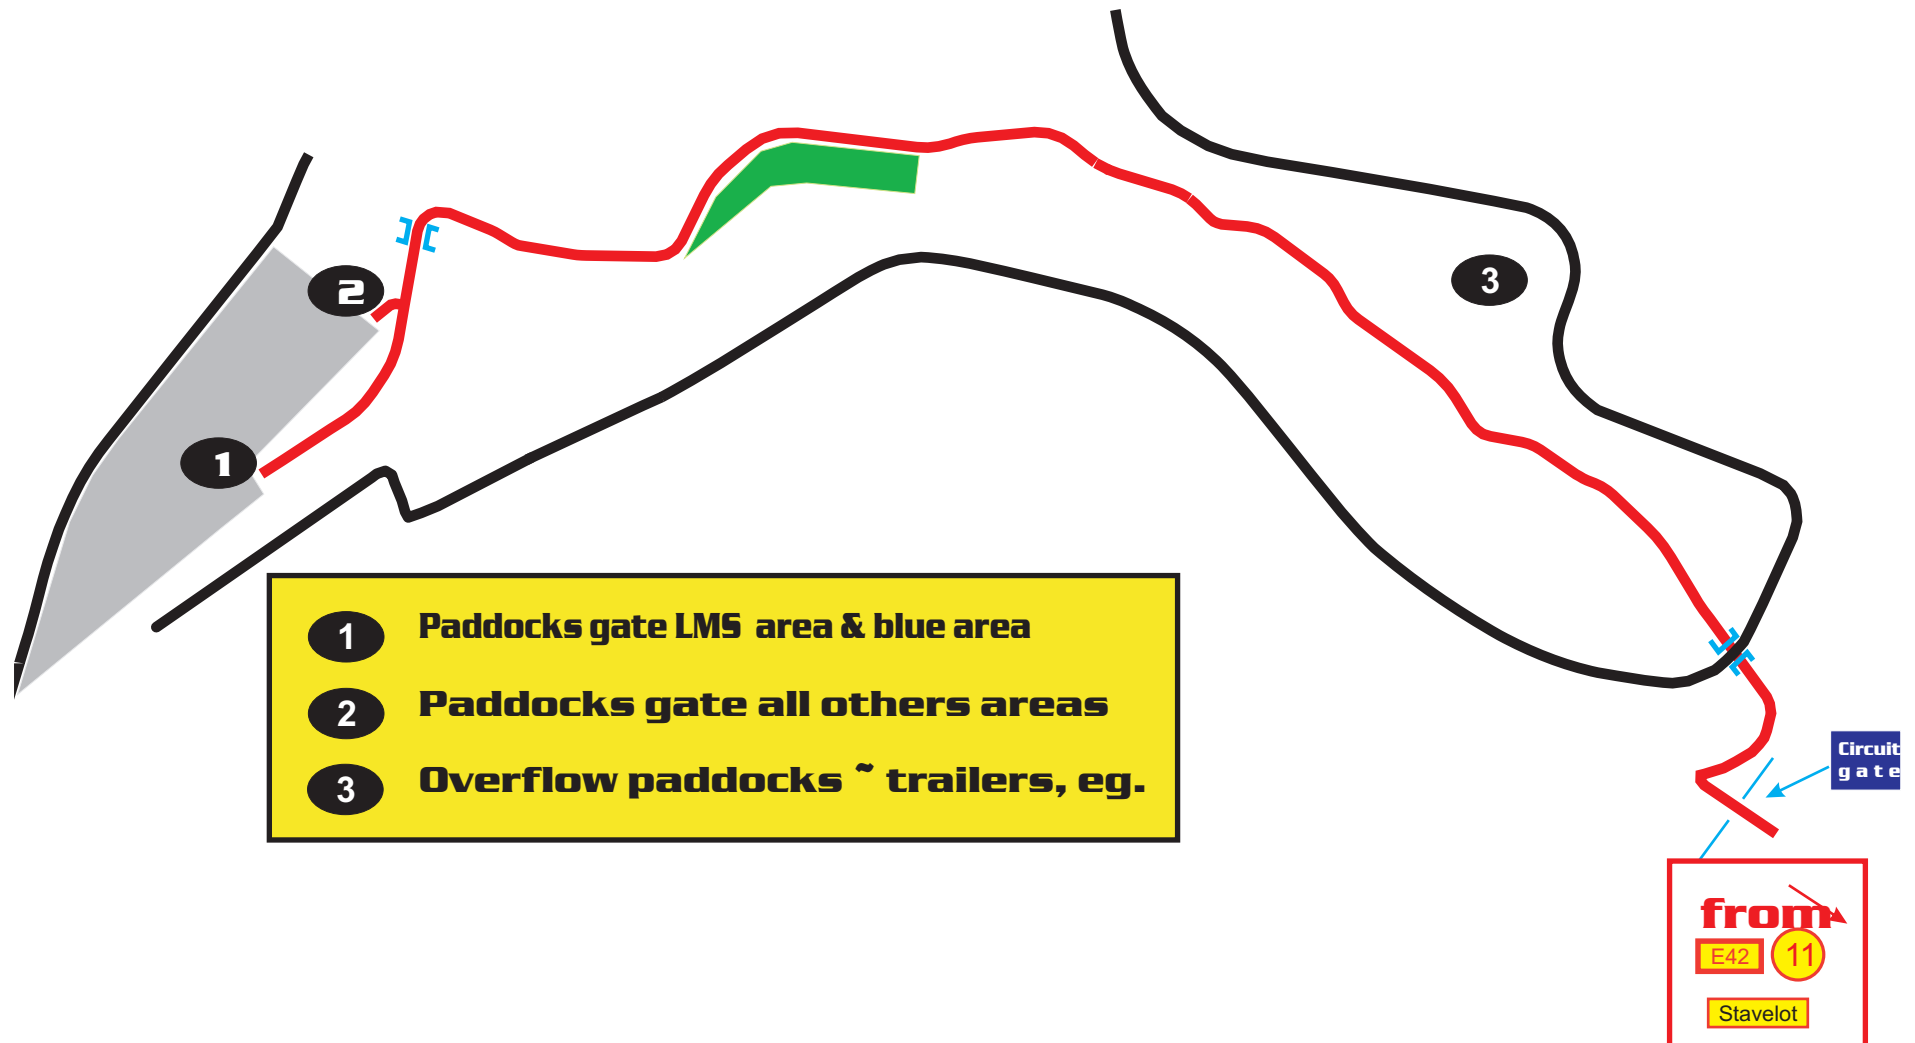 2
3
1
1 Paddocks gate LMS area & blue area
2 Paddocks gate all others areas
3 Overflow paddocks ~ trailers, eg.
Circuit
gate
from
E42 11
Stavelot